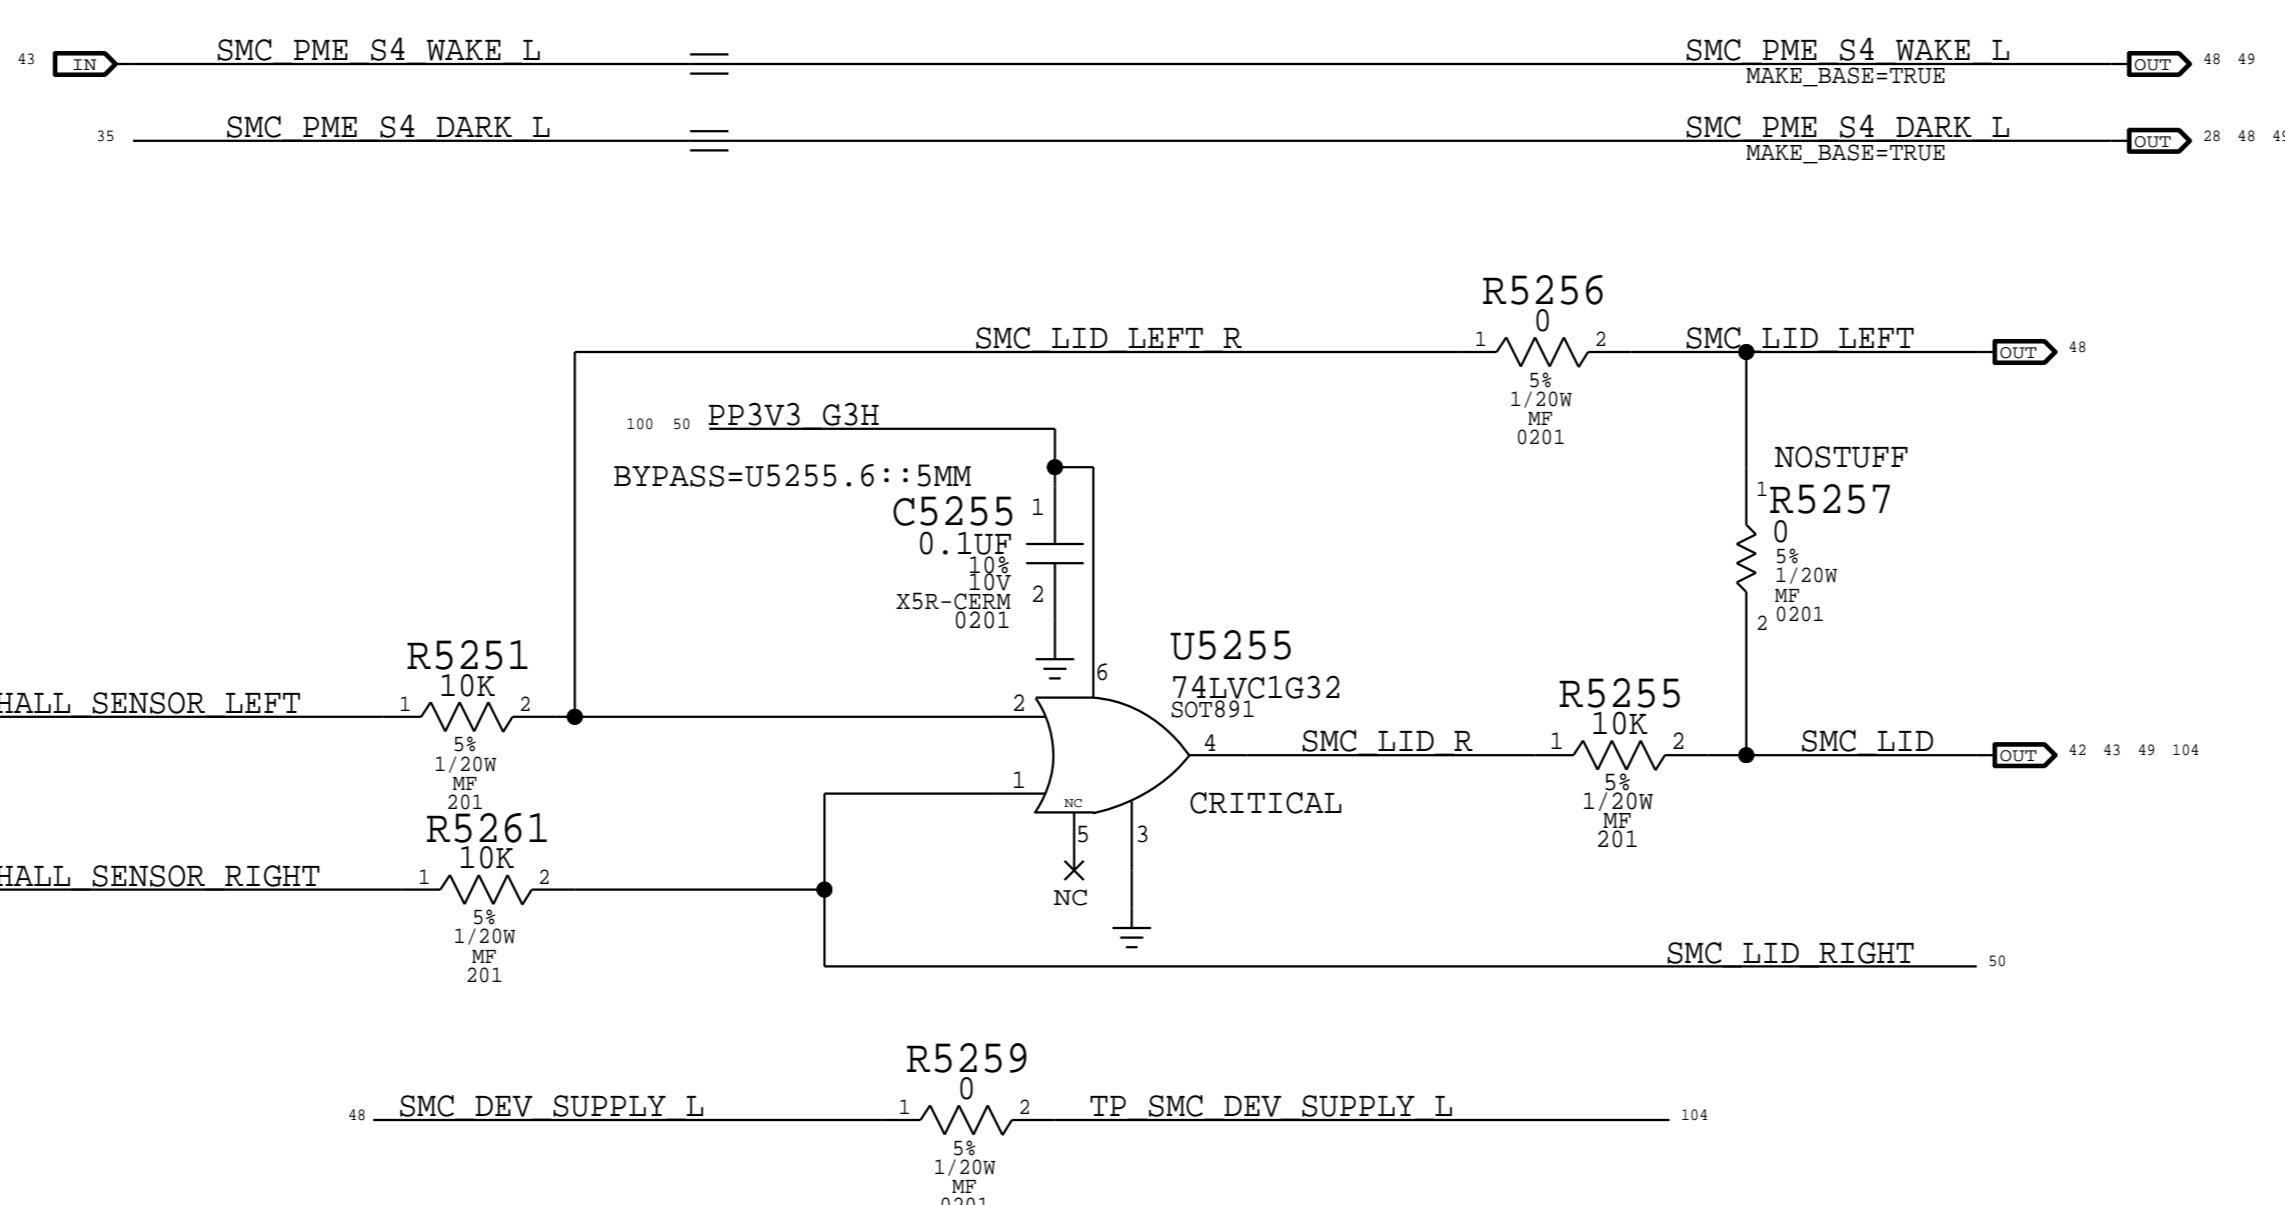 43 IN SMC_PME_S4_WAKE_L SMC_PME_S4_WAKE_L OUT 48 49
MAKE_BASE=TRUE
35 SMC_PME_S4_DARK_L SMC_PME_S4_DARK_L OUT 28 48 49
MAKE_BASE=TRUE
R5256
0
SMC_LID_LEFT_R 1 2 SMC_LID_LEFT OUT 48
5%
1/20W
MF
0201
100 50 PP3V3_G3H
BYPASS=U5255.6::5MM
C5255 1
0.1UF
10%
10V
X5R-CERM 2
0201
NOSTUFF
1 R5257
0
5%
1/20W
MF
2 0201
R5251
10K
HALL_SENSOR_LEFT 1 2
5%
1/20W
MF
201
2 6
U5255
74LVC1G32
SOT891
1 NC 4
5 3
NC
CRITICAL
R5255
10K
SMC_LID_R 1 2 SMC_LID OUT 42 43 49 104
5%
1/20W
MF
201
R5261
10K
HALL_SENSOR_RIGHT 1 2
5%
1/20W
MF
201
SMC_LID_RIGHT 50
R5259
0
48 SMC_DEV_SUPPLY_L 1 2 TP_SMC_DEV_SUPPLY_L 104
5%
1/20W
MF
0201